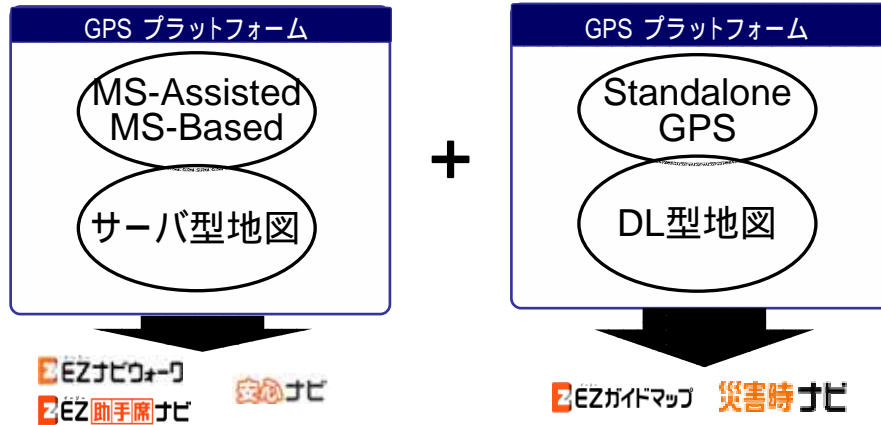 GPS プラットフォーム
MS-Assisted
MS-Based
サーバ型地図
EZナビウォーク
安心ナビ
EZ助手席ナビ
+
GPS プラットフォーム
Standalone
GPS
DL型地図
EZガイドマップ
災害時ナビ